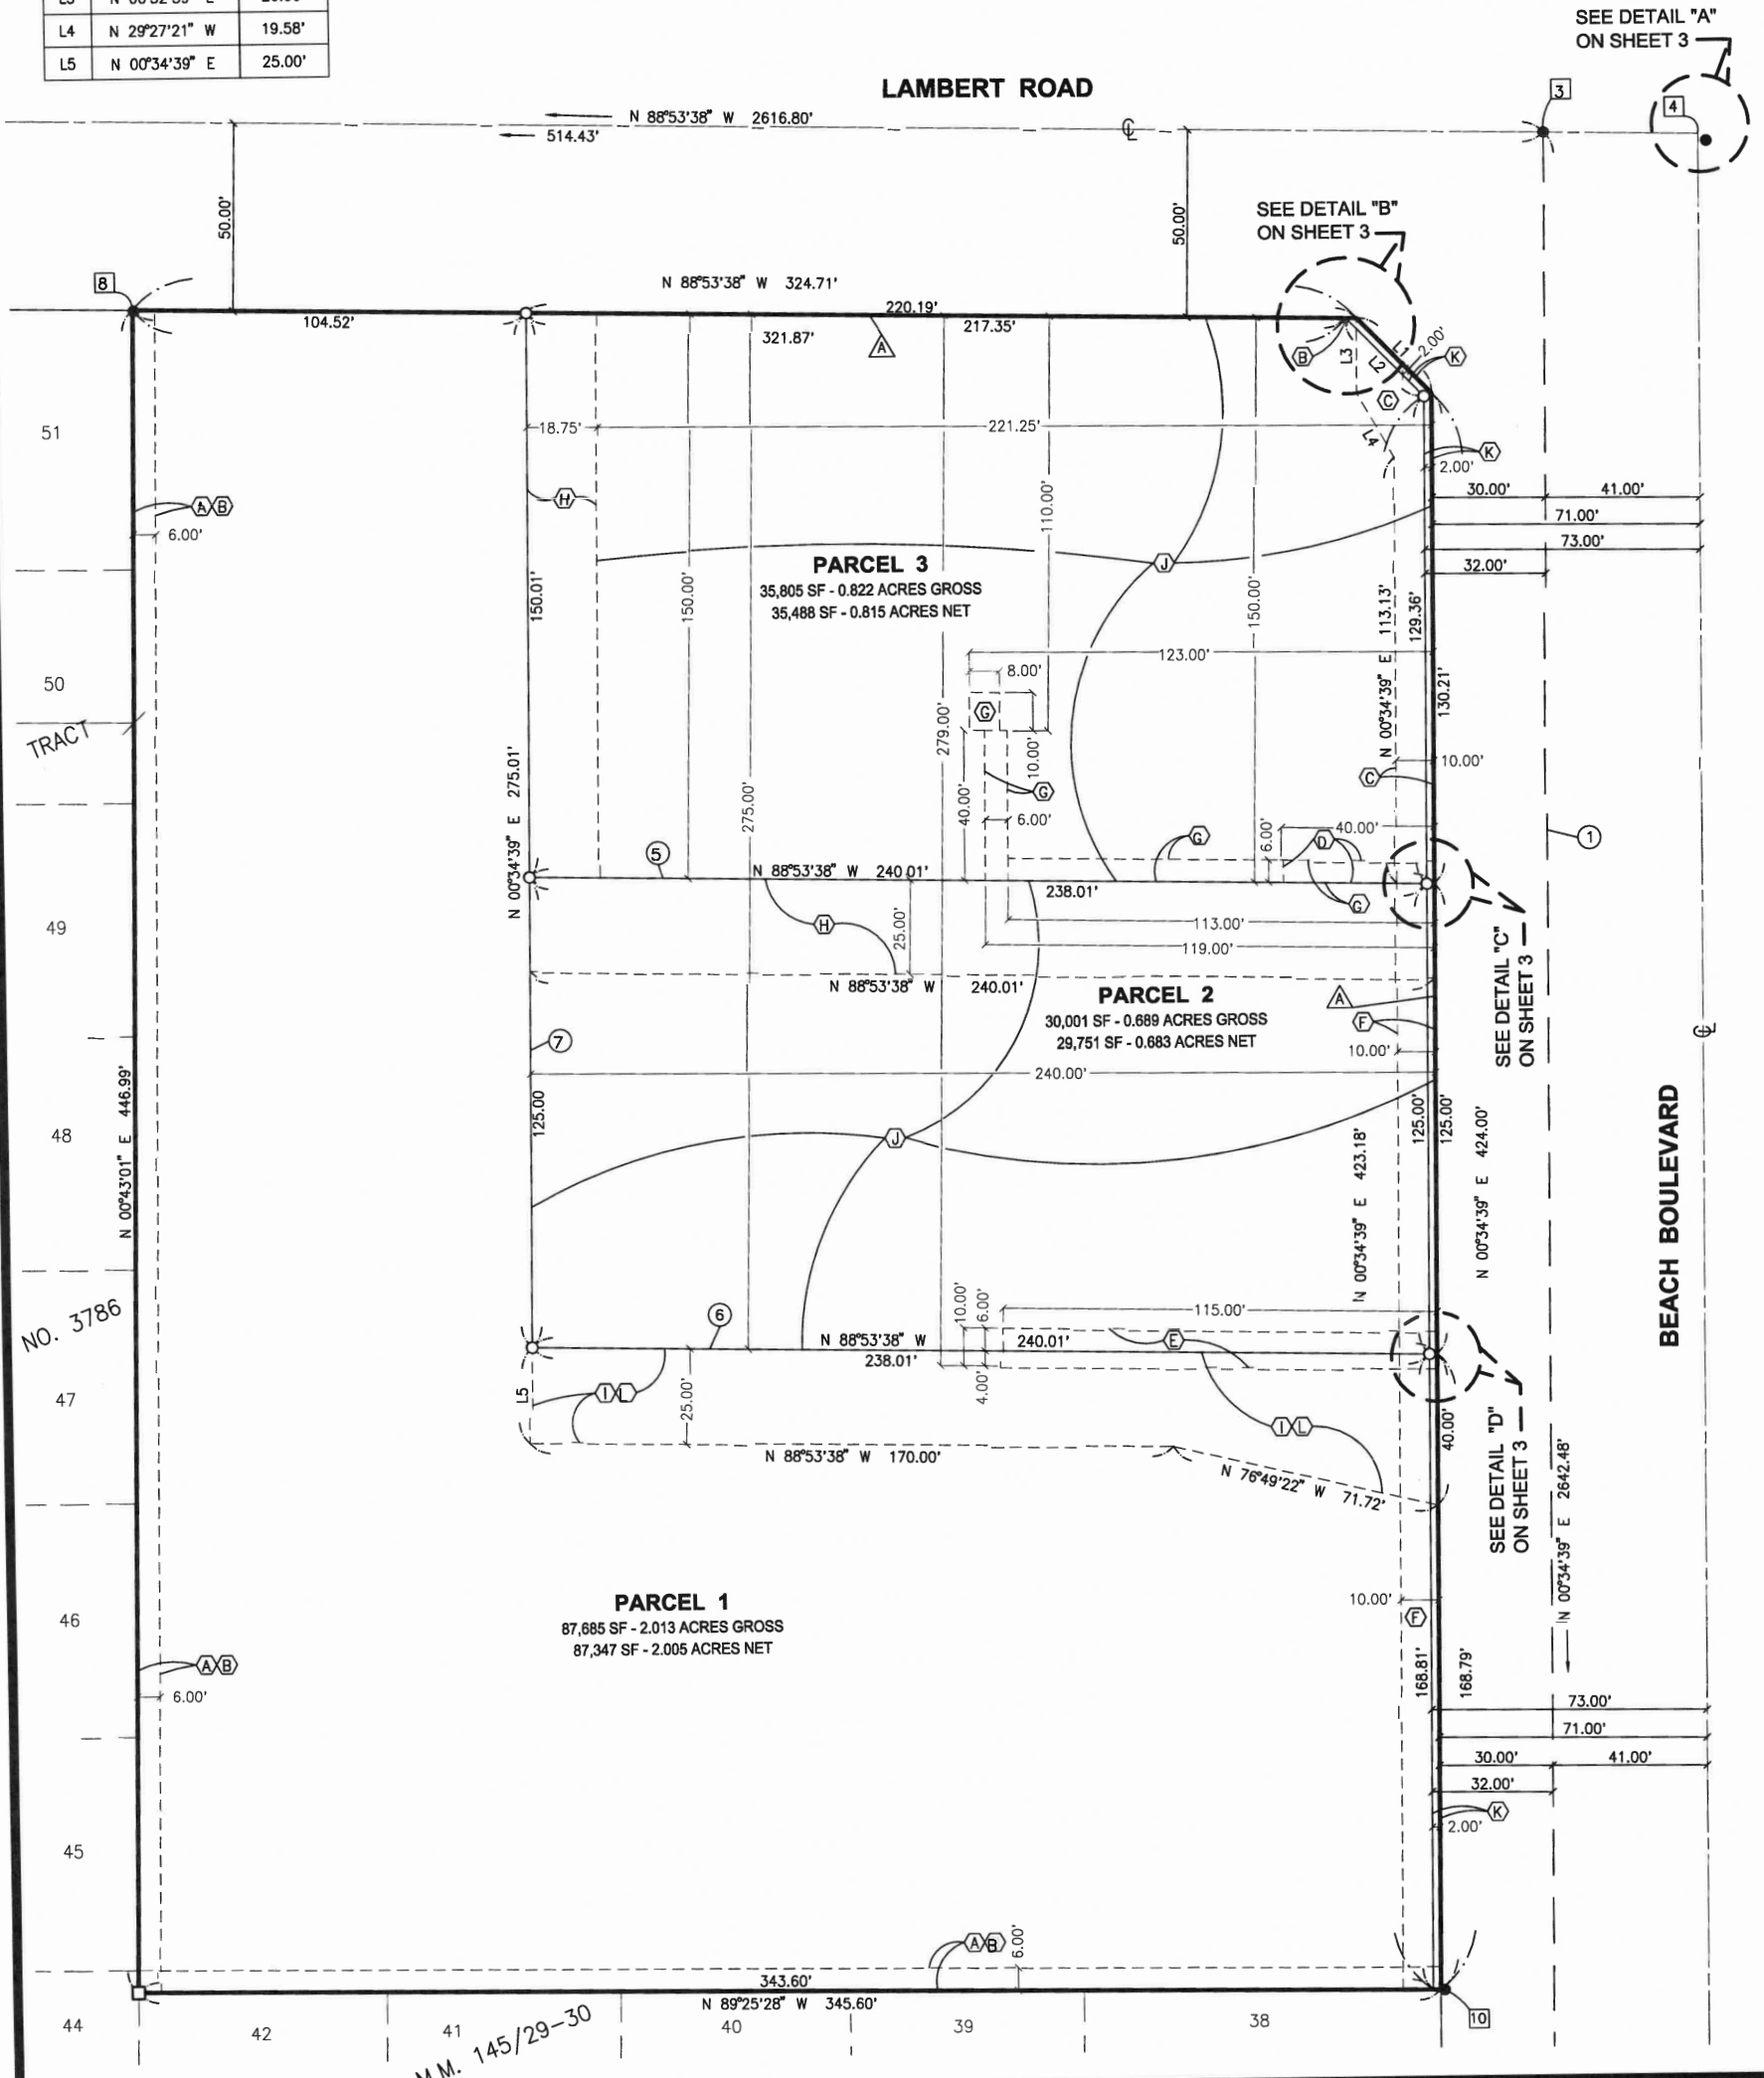 L4 N 29°27'21" W 19.58'
L5 N 00°34'39" E 25.00'
SEE DETAIL "A"
ON SHEET 3
LAMBERT ROAD
N 88°53'38" W 2616.80'
514.43'
3
4
50.00'
50.00'
SEE DETAIL "B"
ON SHEET 3
8
N 88°53'38" W 324.71'
104.52'
220.19'
321.87'
217.35'
A
B
L3
L1
L2
2.00'
K
C
L4
51
18.75'
221.25'
K
2.00'
H
A B
6.00'
110.00'
30.00'
41.00'
71.00'
73.00'
32.00'
PARCEL 3
35,805 SF - 0.822 ACRES GROSS
35,488 SF - 0.815 ACRES NET
J
150.01'
150.00'
150.00'
N 00°34'39" E 113.13'
129.36'
130.21'
123.00'
8.00'
50
TRACT
G
279.00'
N 00°34'39" E 275.01'
275.00'
40.00'
10.00'
G
6.00'
10.00'
C
1
G
6.00'
40.00'
D
5
N 88°53'38" W 240.01'
238.01'
G
49
H
25.00'
113.00'
119.00'
SEE DETAIL "C"
ON SHEET 3
N 88°53'38" W 240.01'
PARCEL 2
30,001 SF - 0.689 ACRES GROSS
29,751 SF - 0.683 ACRES NET
A
F
10.00'
7
240.00'
48
N 00°43'01" E 446.99'
125.00
J
125.00'
125.00'
N 00°34'39" E 423.18'
N 00°34'39" E 424.00'
BEACH BOULEVARD
NO. 3786
6
10.00'
6.00'
115.00'
N 88°53'38" W 240.01'
238.01'
E
4.00'
47
L5
I L
25.00'
I L
40.00'
SEE DETAIL "D"
ON SHEET 3
N 88°53'38" W 170.00'
N 76°49'22" W 71.72'
N 00°34'39" E 2642.48'
PARCEL 1
87,685 SF - 2.013 ACRES GROSS
87,347 SF - 2.005 ACRES NET
10.00'
F
46
A B
6.00'
168.81'
168.79'
73.00'
71.00'
30.00'
41.00'
32.00'
K
2.00'
45
A B
6.00'
343.60'
N 89°25'28" W 345.60'
10
44
42
41
40
39
38
M.M. 145/29-30